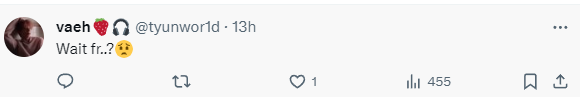 vaeh🍓🎧 @tyunwor1d · 13h
Wait fr..?😟
1 455